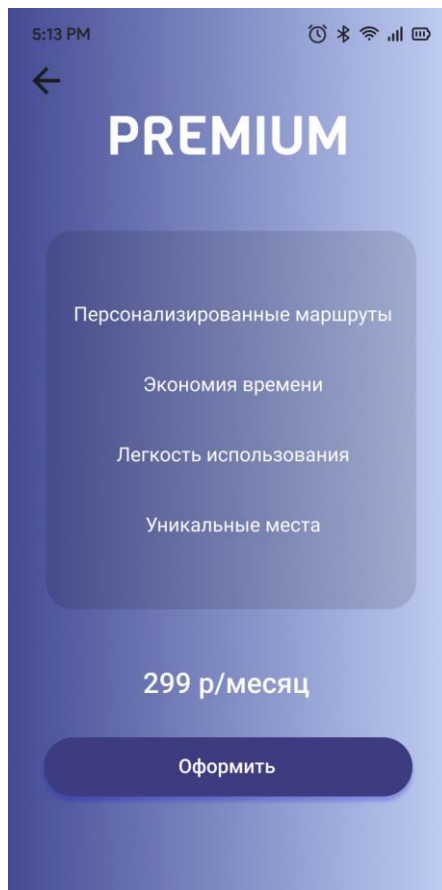 5:13 PM
PREMIUM
Персонализированные маршруты
Экономия времени
Легкость использования
Уникальные места
299 р/месяц
Оформить